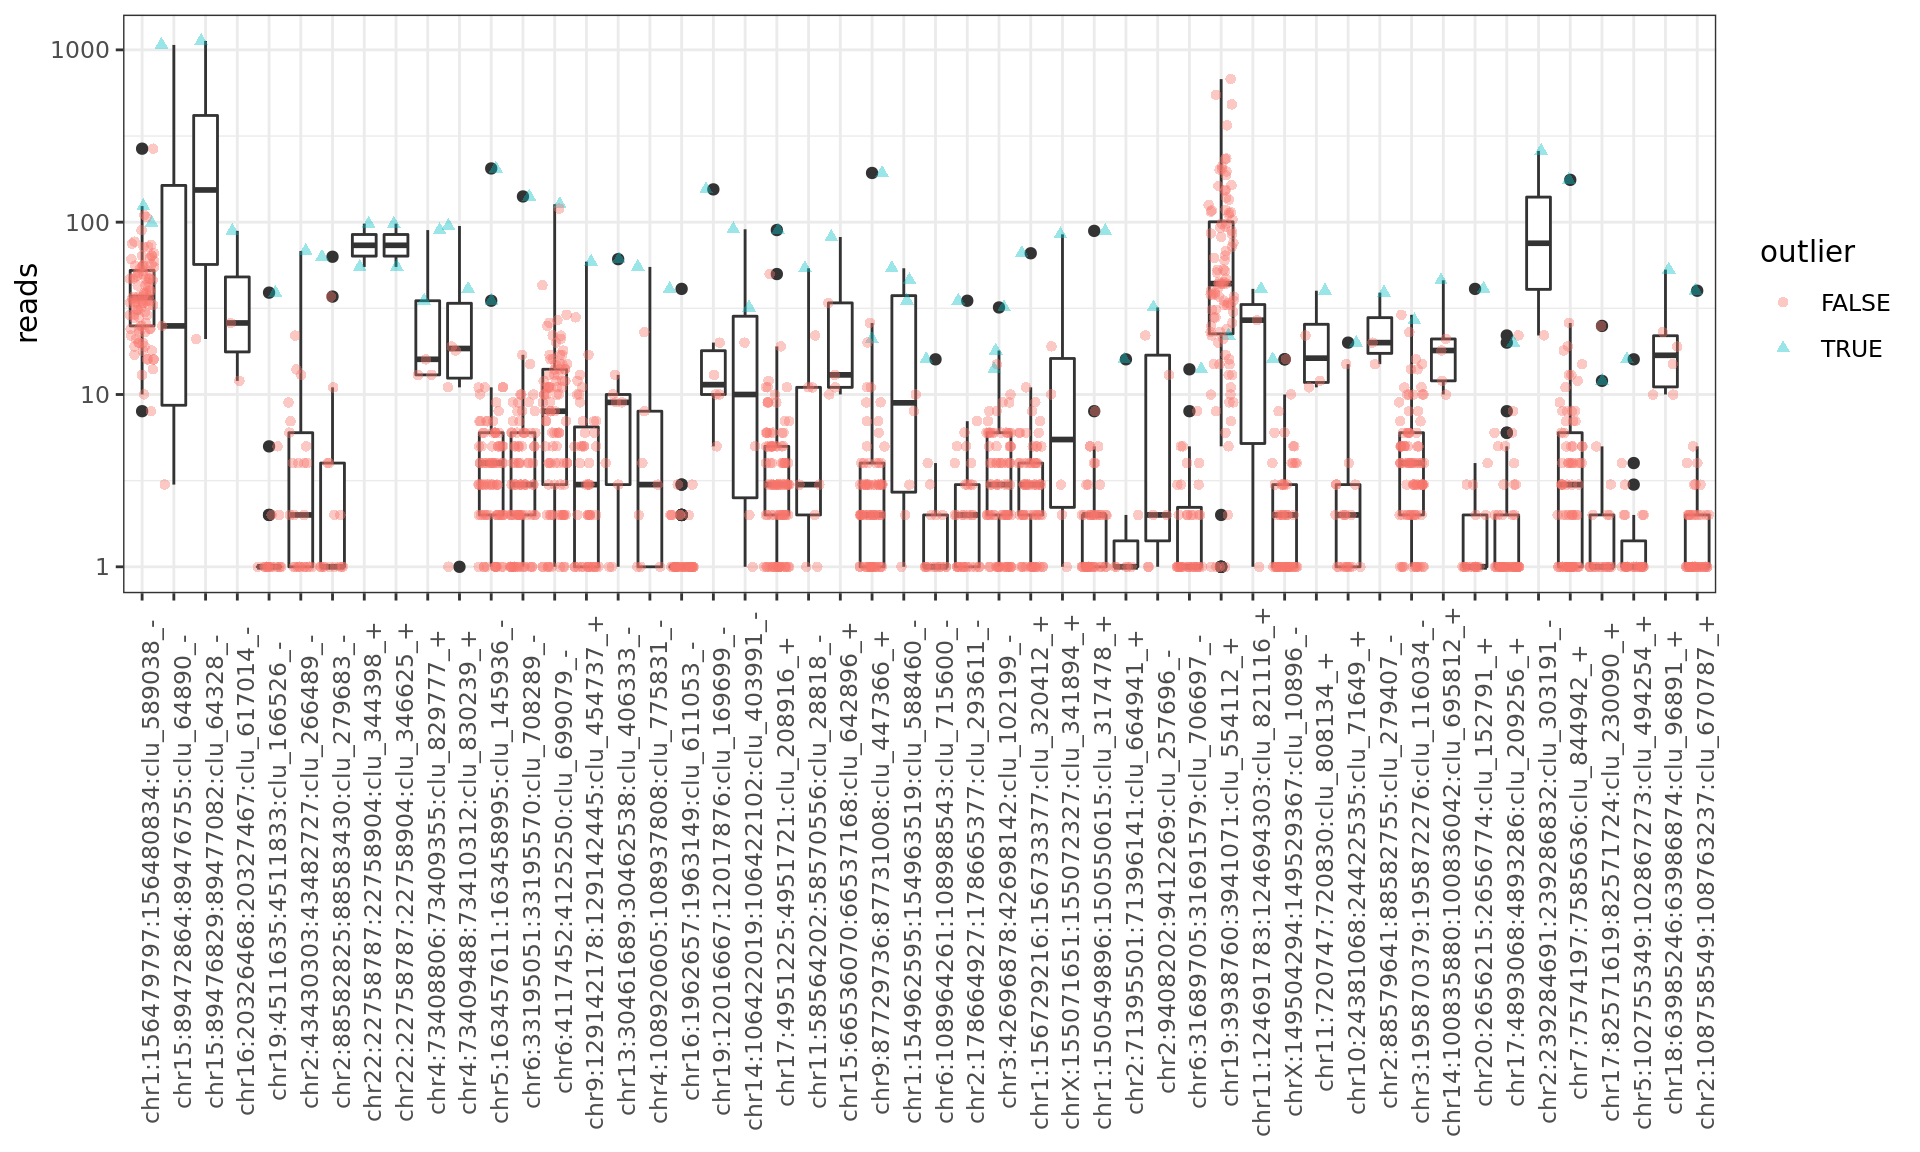 1000
100
10
1
reads
outlier
FALSE
TRUE
chr1:156479797:156480834:clu_589038_-
chr15:89472864:89476755:clu_64890_-
chr15:89476829:89477082:clu_64328_-
chr16:20326468:20327467:clu_617014_-
chr19:4511635:4511833:clu_166526_-
chr2:43430303:43482727:clu_266489_-
chr2:88582825:88583430:clu_279683_-
chr22:22758787:22758904:clu_344398_+
chr22:22758787:22758904:clu_346625_+
chr4:73408806:73409355:clu_829777_+
chr4:73409488:73410312:clu_830239_+
chr5:163457611:163458995:clu_145936_-
chr6:33195051:33195570:clu_708289_-
chr6:4117452:4125250:clu_699079_-
chr9:129142178:129142445:clu_454737_+
chr13:30461689:30462538:clu_406333_-
chr4:108920605:108937808:clu_775831_-
chr16:1962657:1963149:clu_611053_-
chr19:12016667:12017876:clu_169699_-
chr14:106422019:106422102:clu_403991_-
chr17:49512225:49517721:clu_208916_+
chr11:58564202:58570556:clu_28818_-
chr15:66536070:66537168:clu_642896_+
chr9:87729736:87731008:clu_447366_+
chr1:154962595:154963519:clu_588460_-
chr6:108964261:108988543:clu_715600_-
chr2:178664927:178665377:clu_293611_-
chr3:42696878:42698142:clu_102199_-
chr1:156729216:156733377:clu_320412_+
chrX:155071651:155072327:clu_341894_+
chr1:150549896:150550615:clu_317478_+
chr2:71395501:71396141:clu_664941_+
chr2:9408202:9412269:clu_257696_-
chr6:31689705:31691579:clu_706697_-
chr19:3938760:39410­71:clu_554112_+
chr11:124691783:124694303:clu_821116_+
chrX:149504294:149529367:clu_10896_-
chr11:720747:720830:clu_808134_+
chr10:24381068:24422535:clu_71649_+
chr2:88579641:88582755:clu_279407_-
chr3:195870379:195872276:clu_116034_-
chr14:100835880:100836042:clu_695812_+
chr20:2656215:2656774:clu_152791_+
chr17:4893068:4893286:clu_209256_+
chr2:239284691:239286832:clu_303191_-
chr7:75774197:75785636:clu_844942_+
chr17:82571619:82571724:clu_230090_+
chr5:102755349:102867273:clu_494254_+
chr18:63985246:63986874:clu_96891_+
chr2:108758549:108763237:clu_670787_+